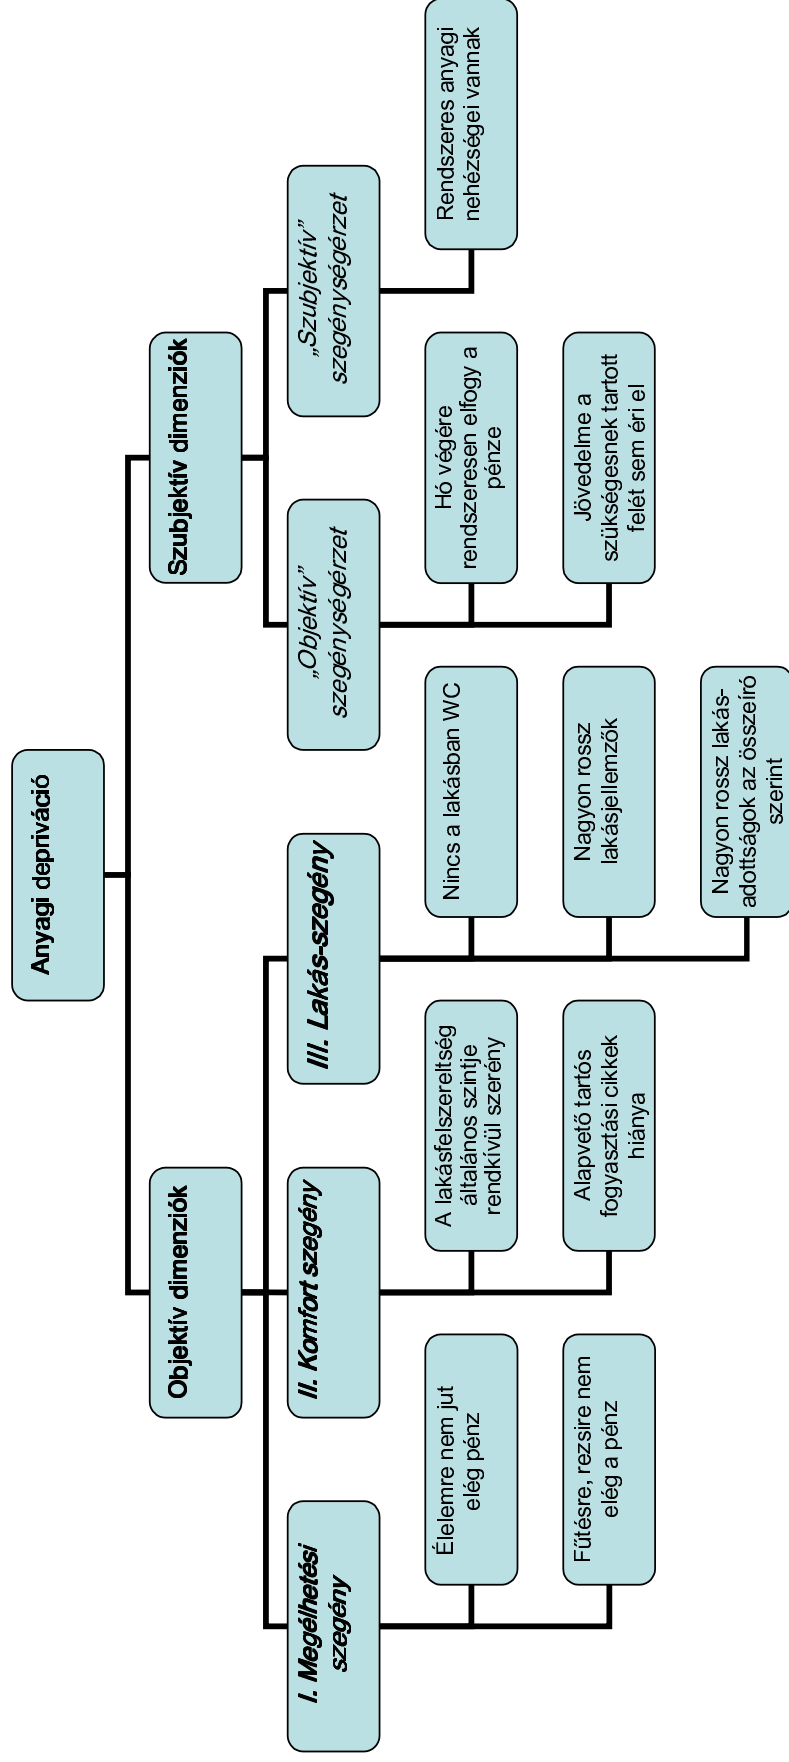 Anyagi depriváció
Objektív dimenziók
Szubjektív dimenziók
I. Megélhetési
szegény
II. Komfort szegény
III. Lakás-szegény
„Objektív”
szegénységérzet
„Szubjektív”
szegénységérzet
Élelemre nem jut
elég pénz
A lakásfelszereltség
általános szintje
rendkívül szerény
Nincs a lakásban WC
Hó végére
rendszeresen elfogy a
pénze
Rendszeres anyagi
nehézségei vannak
Fűtésre, rezsire nem
elég a pénz
Alapvető tartós
fogyasztási cikkek
hiánya
Nagyon rossz
lakásjellemzők
Jövedelme a
szükségesnek tartott
felét sem éri el
Nagyon rossz lakás-
adottságok az összeíró
szerint